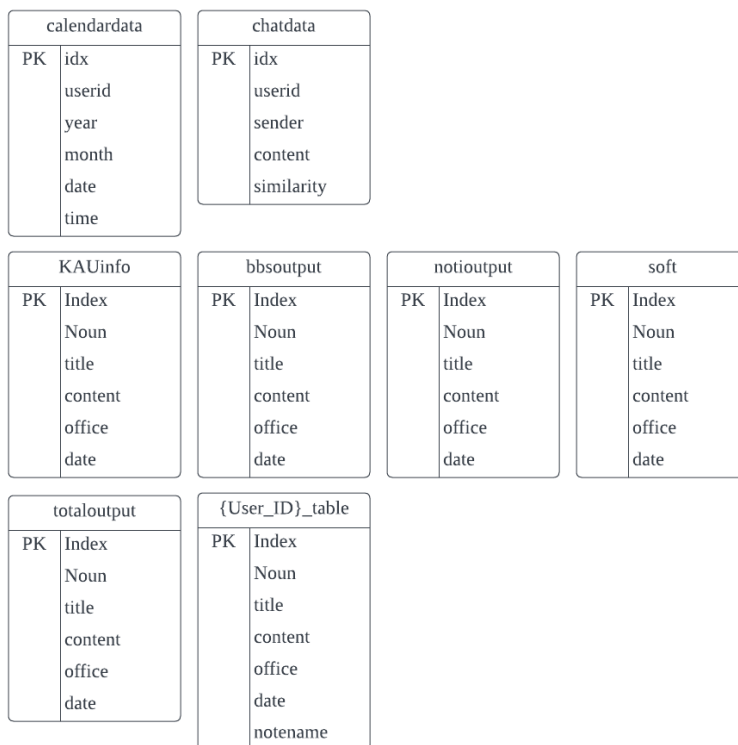 calendardata
PK idx
userid
year
month
date
time
chatdata
PK idx
userid
sender
content
similarity
KAUinfo
PK Index
Noun
title
content
office
date
bbsoutput
PK Index
Noun
title
content
office
date
notioutput
PK Index
Noun
title
content
office
date
soft
PK Index
Noun
title
content
office
date
totaloutput
PK Index
Noun
title
content
office
date
{User_ID}_table
PK Index
Noun
title
content
office
date
notename